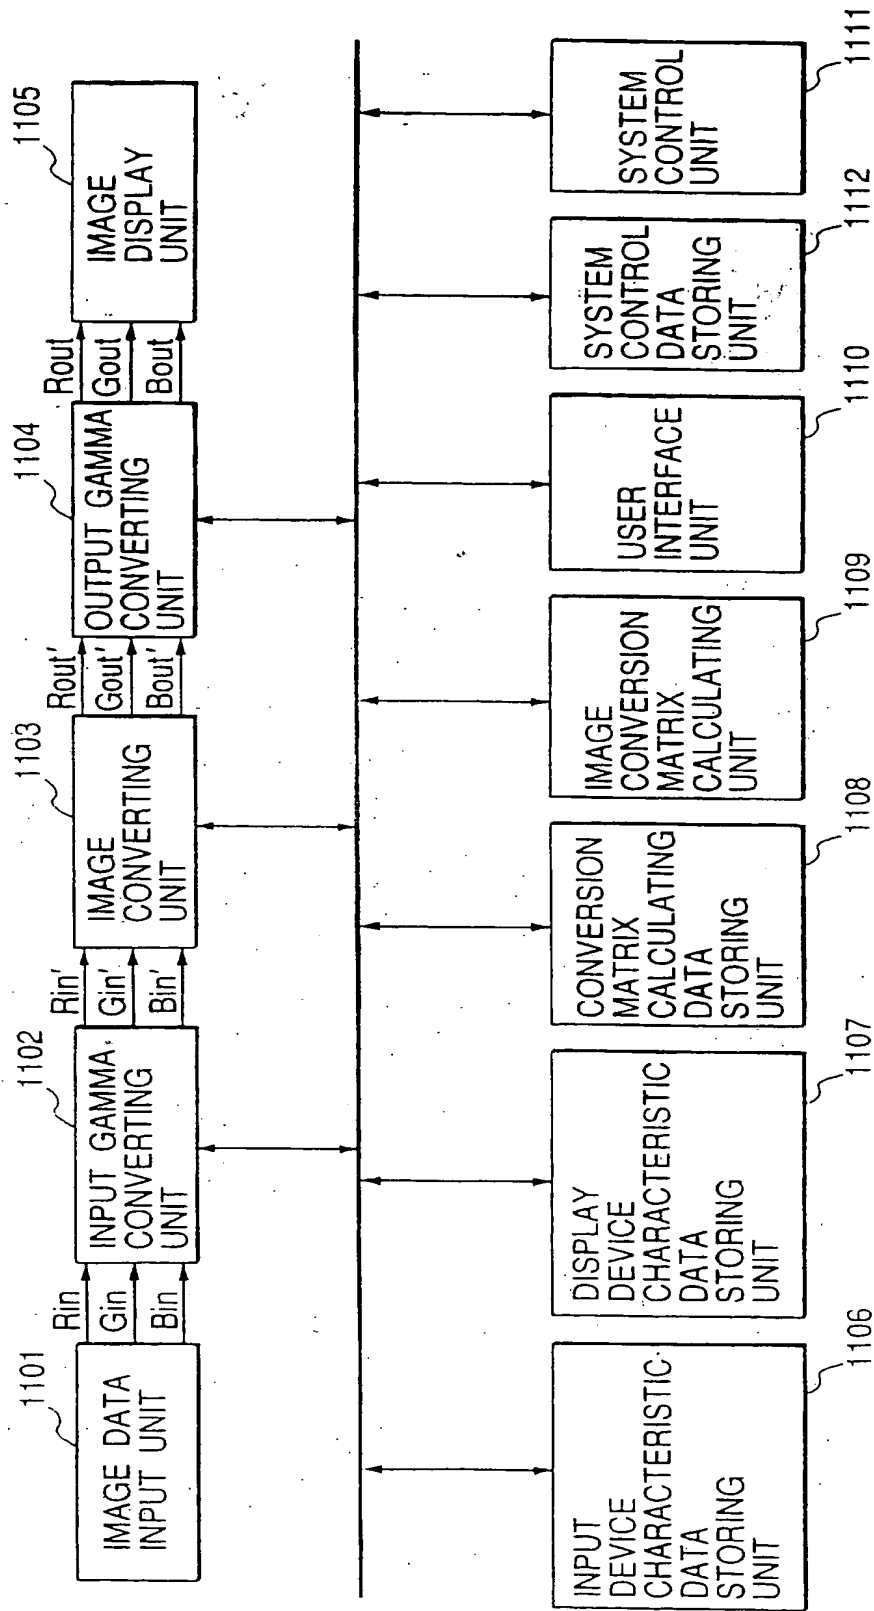 1101
IMAGE DATA
INPUT UNIT
Rin
Gin
Bin
1102
INPUT GAMMA
CONVERTING
UNIT
Rin'
Gin'
Bin'
1103
IMAGE
CONVERTING
UNIT
Rout'
Gout'
Bout'
1104
OUTPUT GAMMA
CONVERTING
UNIT
Rout
Gout
Bout
1105
IMAGE
DISPLAY
UNIT
INPUT
DEVICE
CHARACTERISTIC
DATA
STORING
UNIT
1106
DISPLAY
DEVICE
CHARACTERISTIC
DATA
STORING
UNIT
1107
CONVERSION
MATRIX
CALCULATING
DATA
STORING
UNIT
1108
IMAGE
CONVERSION
MATRIX
CALCULATING
UNIT
1109
USER
INTERFACE
UNIT
1110
SYSTEM
CONTROL
DATA
STORING
UNIT
1112
SYSTEM
CONTROL
UNIT
1111